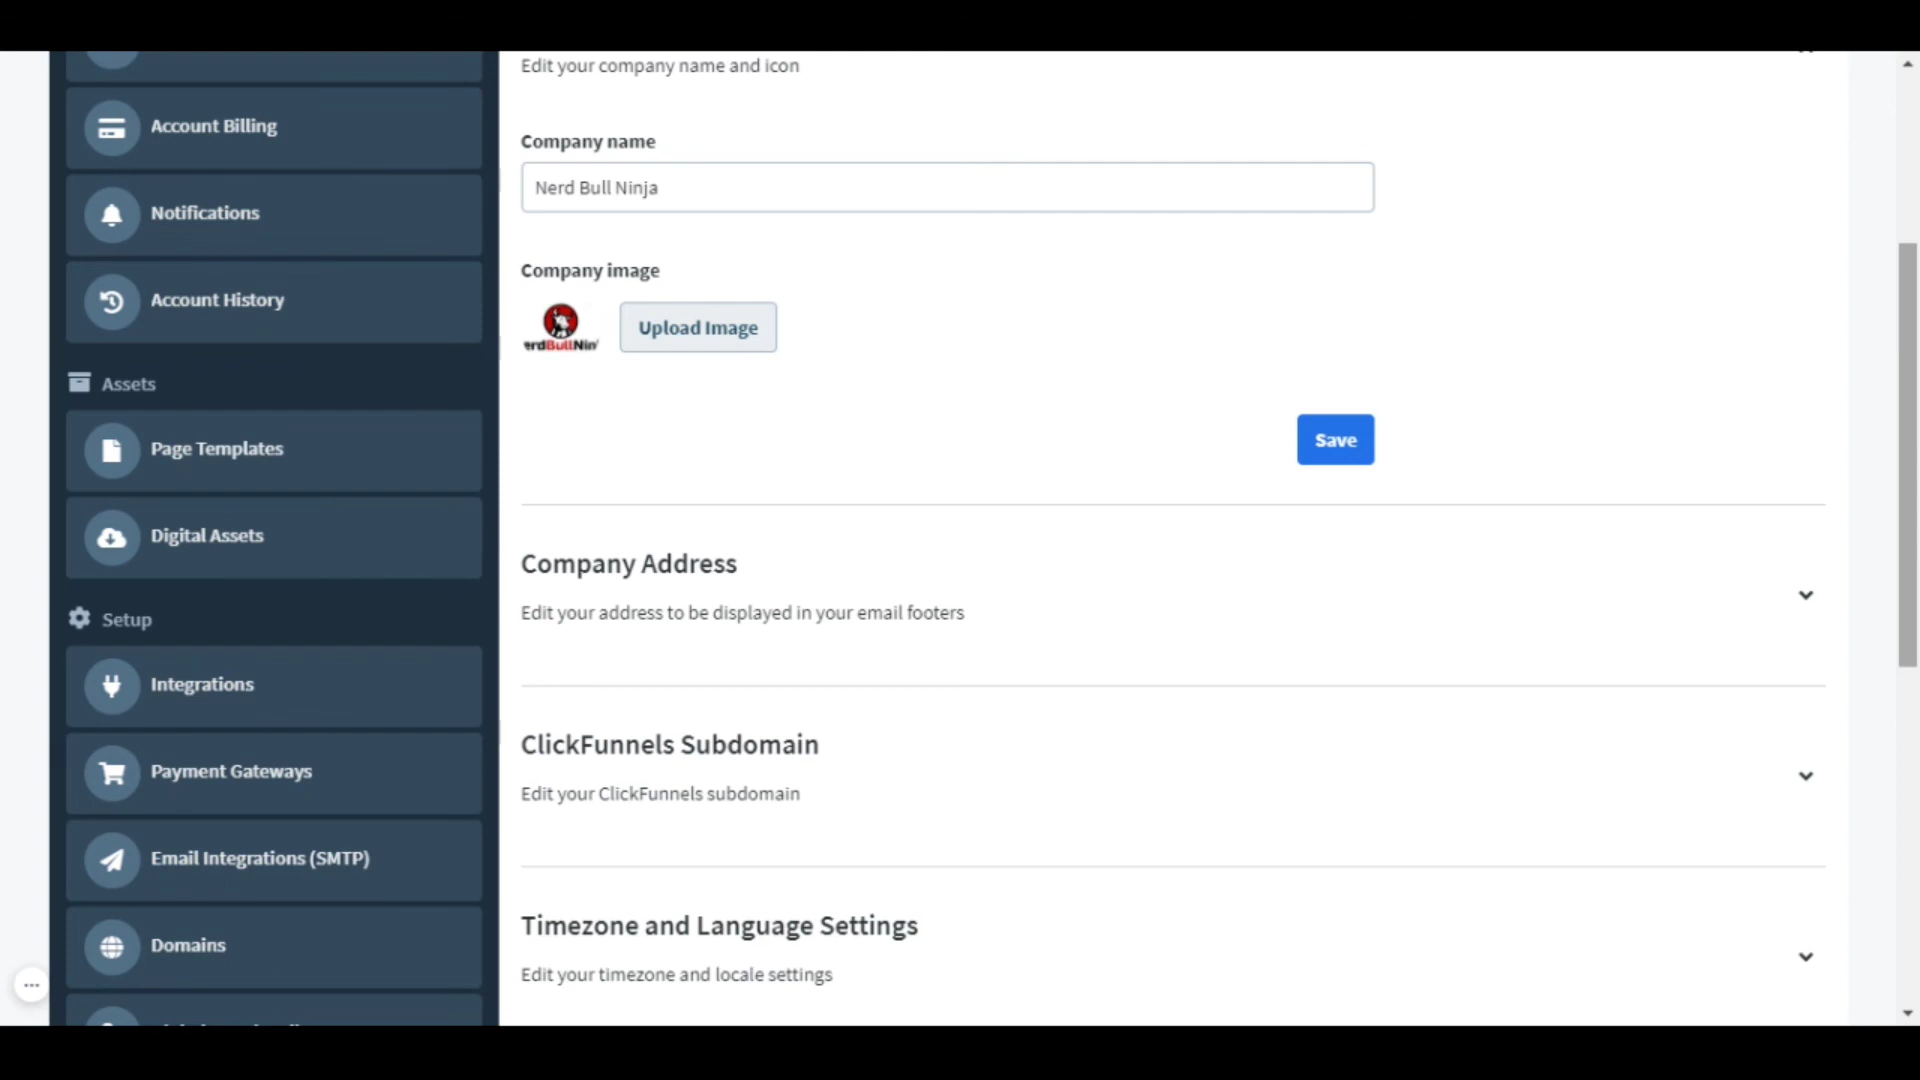 Edit your company name and icon
Account Billing
Notifications
Account History
Assets
Page Templates
Digital Assets
Setup
Integrations
Payment Gateways
Email Integrations (SMTP)
Domains
Company name
Nerd Bull Ninja
Company image
erdBullNin
Upload Image
Save
Company Address
Edit your address to be displayed in your email footers
ClickFunnels Subdomain
Edit your ClickFunnels subdomain
Timezone and Language Settings
Edit your timezone and locale settings